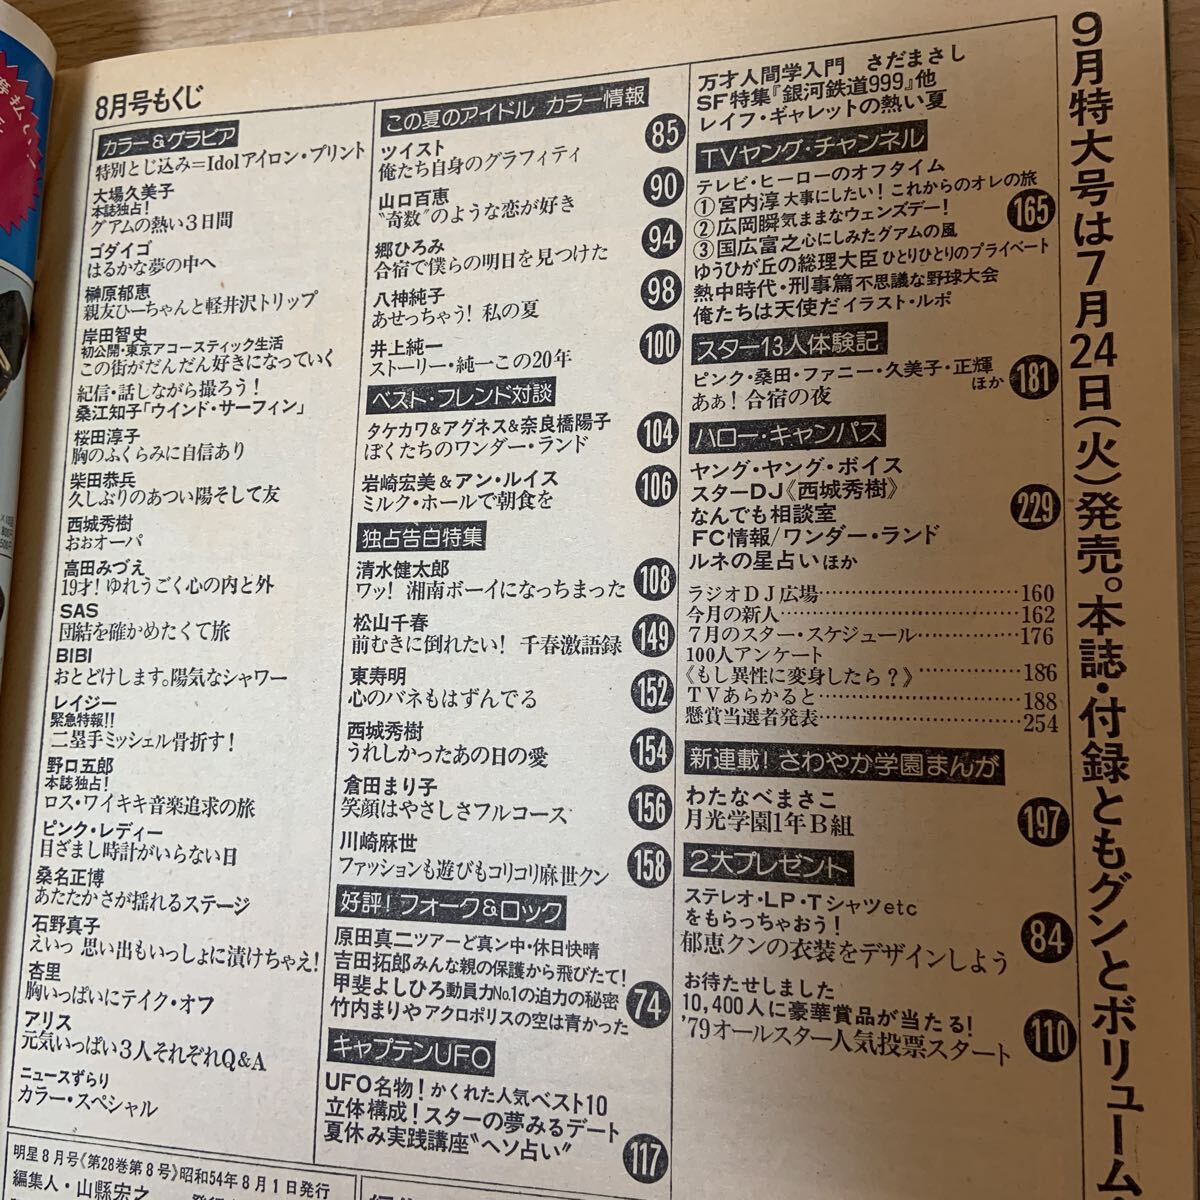 8月号もくじ
カラー&グラビア
特別とじ込み=Idolアイロン・プリント
大場久美子
本誌独占!
グアムの熱い3日間
ゴダイゴ
はるかな夢の中へ
榊原郁恵
親友ひーちゃんと軽井沢トリップ
岸田智史
初公開・東京アコースティック生活
この街がだんだん好きになっていく
紀信・話しながら撮ろう!
桑江知子「ウインド・サーフィン」
桜田淳子
胸のふくらみに自信あり
柴田恭兵
久しぶりのあつい陽そして友
西城秀樹
おぉオーパ
高田みづえ
19才!ゆれうごく心の内と外
SAS
団結を確かめたくて旅
BIBI
おとどけします。陽気なシャワー
レイジー
緊急特報!!
二塁手ミッシェル骨折す!
野口五郎
本誌独占!
ロス・ワイキキ音楽追求の旅
ピンク・レディー
目ざまし時計がいらない日
桑名正博
あたたかさが揺れるステージ
石野真子
えいっ 思い出もいっしょに漬けちゃえ!
杏里
胸いっぱいにテイク・オフ
アリス
元気いっぱい3人それぞれQ&A
ニュースずらり
カラー・スペシャル
この夏のアイドル カラー情報
ツイスト
俺たち自身のグラフィティ
85
山口百恵
〝奇数〟のような恋が好き
90
郷ひろみ
合宿で僕らの明日を見つけた
94
八神純子
あせっちゃう! 私の夏
98
井上純一
ストーリー・純一この20年
100
ベスト・フレンド対談
タケカワ&アグネス&奈良橋陽子
ぼくたちのワンダー・ランド
104
岩崎宏美&アン・ルイス
ミルク・ホールで朝食を
106
独占告白特集
清水健太郎
ワッ! 湘南ボーイになっちまった
108
松山千春
前むきに倒れたい! 千春激語録
149
東寿明
心のバネもはずんでる
152
西城秀樹
うれしかったあの日の愛
154
倉田まり子
笑顔はやさしさフルコース
156
川崎麻世
ファッションも遊びもコリコリ麻世クン
158
好評!フォーク&ロック
原田真二ツアーど真ン中・休日快晴
吉田拓郎みんな親の保護から飛びたて!
甲斐よしひろ動員力No.1の迫力の秘密
竹内まりやアクロポリスの空は青かった
74
キャプテンUFO
UFO名物!かくれた人気ベスト10
立体構成!スターの夢みるデート
夏休み実践講座〝ヘソ占い〟
117
万才人間学入門 さだまさし
SF特集『銀河鉄道999』他
レイフ・ギャレットの熱い夏
TVヤング・チャンネル
テレビ・ヒーローのオフタイム
①宮内淳 大事にしたい!これからのオレの旅
②広岡瞬気ままなウェンズデー!
③国広富之心にしみたグアムの風
ゆうひが丘の総理大臣 ひとりひとりのプライベート
熱中時代・刑事篇 不思議な野球大会
俺たちは天使だイラスト・ルポ
165
スター13人体験記
ピンク・桑田・ファニー・久美子・正輝
ほか
あぁ!合宿の夜
181
ハロー・キャンパス
ヤング・ヤング・ボイス
スターDJ《西城秀樹》
なんでも相談室
FC情報/ワンダー・ランド
ルネの星占いほか
229
ラジオDJ広場……………160
今月の新人……………162
7月のスター・スケジュール……………176
100人アンケート
《もし異性に変身したら?》……………186
TVあらかると……………188
懸賞当選者発表……………254
新連載!さわやか学園まんが
わたなべまさこ
月光学園1年B組
197
2大プレゼント
ステレオ・LP・Tシャツetc
をもらっちゃおう!
郁恵クンの衣装をデザインしよう
84
お待たせしました
10,400人に豪華賞品が当たる!
'79オールスター人気投票スタート
110
9月特大号は7月24日(火)発売。本誌・付録ともグンとボリューム
明星8月号《第28巻第8号》昭和54年8月1日発行
編集人・山縣宏之